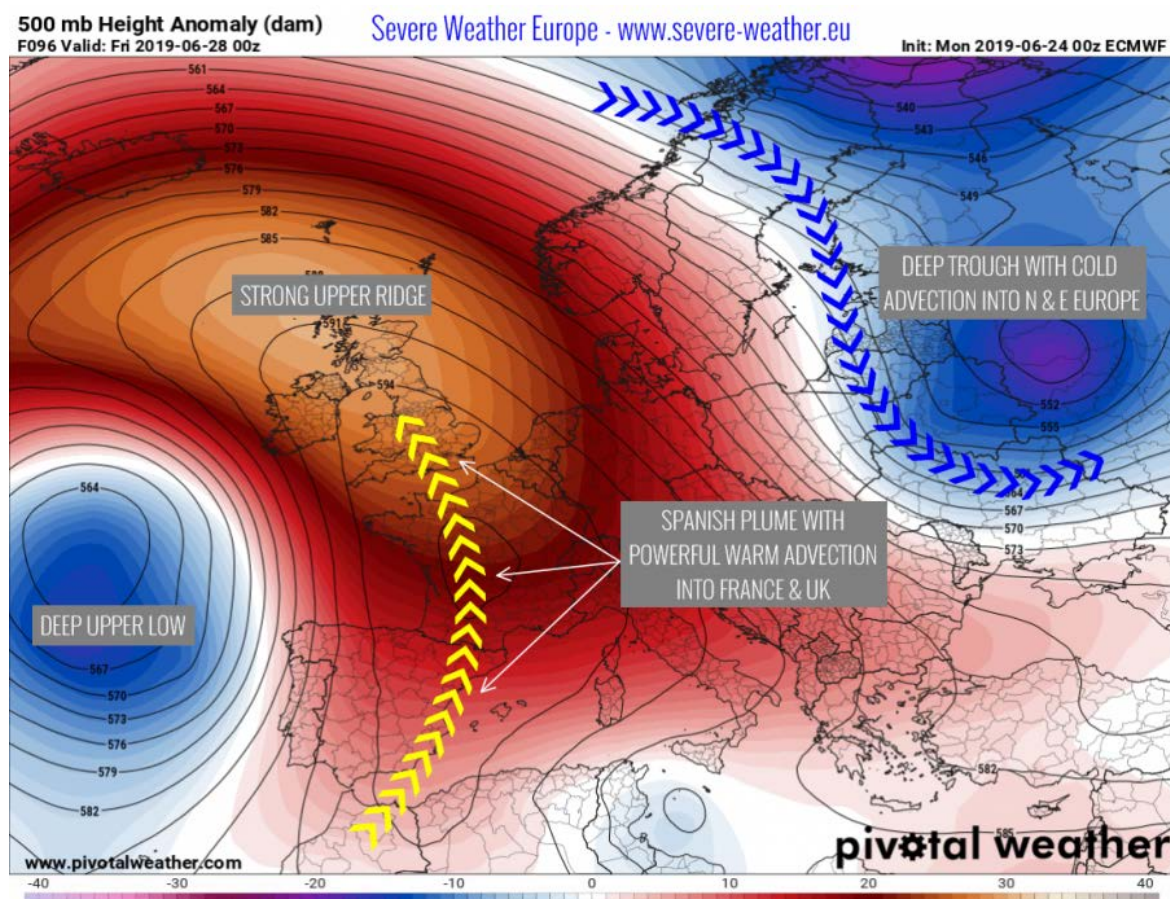 500 mb Height Anomaly (dam)
F096 Valid: Fri 2019-06-28 00z
Severe Weather Europe - www.severe-weather.eu
Init: Mon 2019-06-24 00z ECMWF
561
564
567
570
573
576
579
582
585
591
594
540
543
546
549
552
555
564
567
570
573
STRONG UPPER RIDGE
DEEP TROUGH WITH COLD
ADVECTION INTO N & E EUROPE
SPANISH PLUME WITH
POWERFUL WARM ADVECTION
INTO FRANCE & UK
564
DEEP UPPER LOW
567
570
573
576
579
582
582
585
www.pivotalweather.com
pivotal weather
-40 -30 -20 -10 0 10 20 30 40